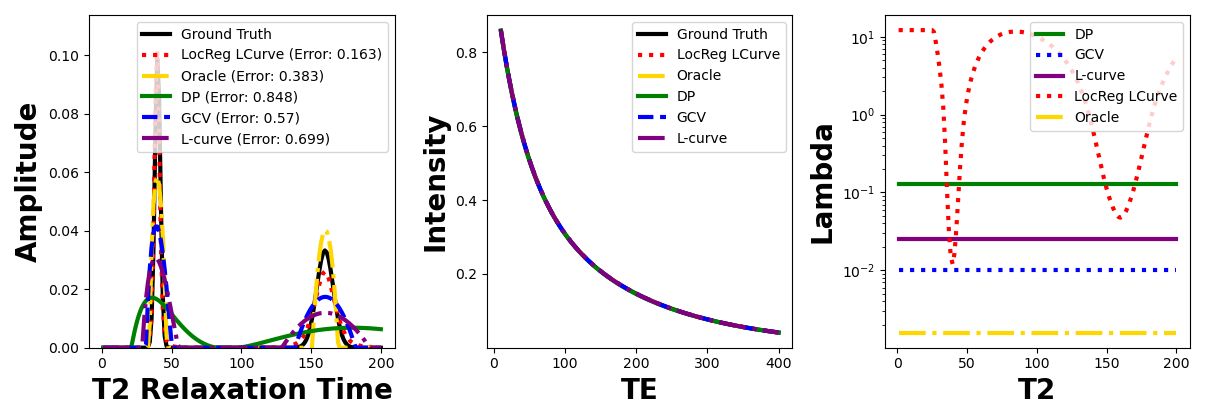 Amplitude
0.10
0.08
0.06
0.04
0.02
0.00
0
50
100
150
200
T2 Relaxation Time
Ground Truth
LocReg LCurve (Error: 0.163)
Oracle (Error: 0.383)
DP (Error: 0.848)
GCV (Error: 0.57)
L-curve (Error: 0.699)
Intensity
0.8
0.6
0.4
0.2
0
100
200
300
400
TE
Ground Truth
LocReg LCurve
Oracle
DP
GCV
L-curve
Lambda
10¹
10⁰
10⁻¹
10⁻²
0
50
100
150
200
T2
DP
GCV
L-curve
LocReg LCurve
Oracle